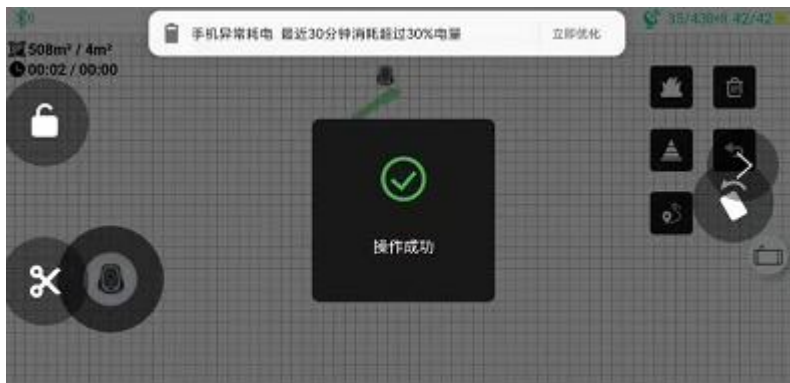 手机异常耗电 最近30分钟消耗超过30%电量
立即优化
508m² / 4m²
00:02 / 00:00
操作成功